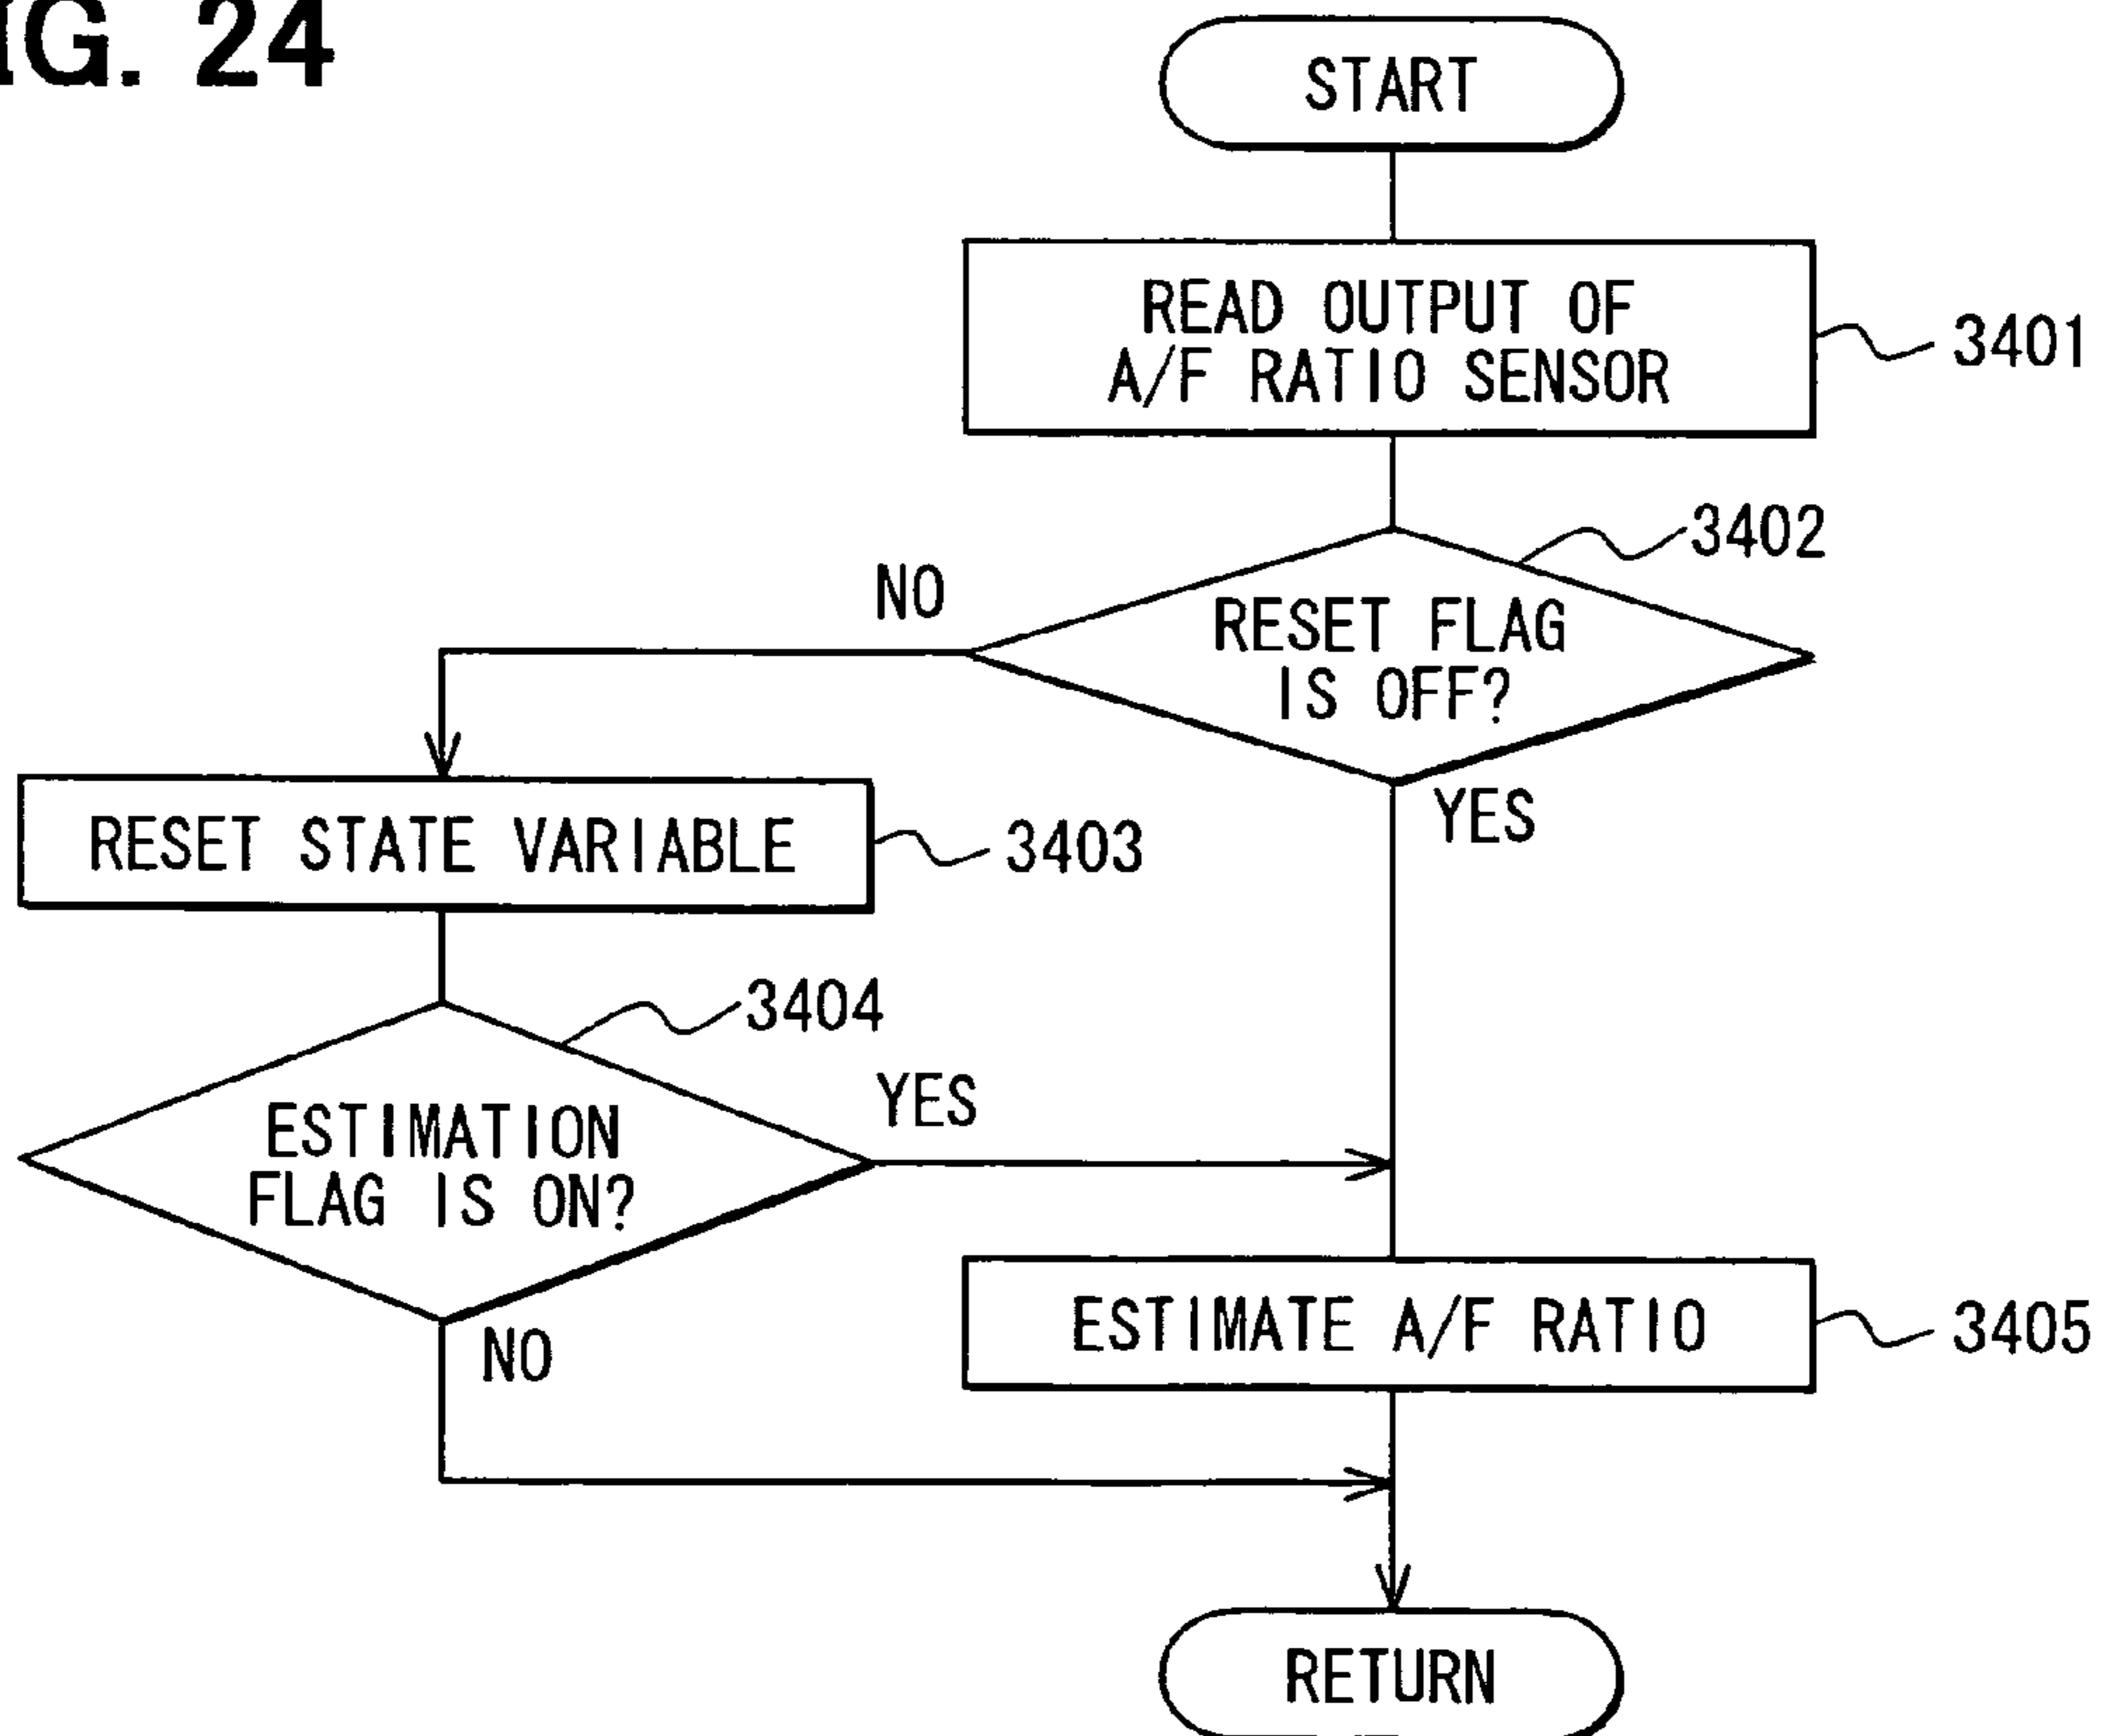 G. 24
START
READ OUTPUT OF
A/F RATIO SENSOR
3401
3402
NO
RESET FLAG
IS OFF?
YES
RESET STATE VARIABLE
3403
3404
YES
ESTIMATION
FLAG IS ON?
NO
ESTIMATE A/F RATIO
3405
RETURN